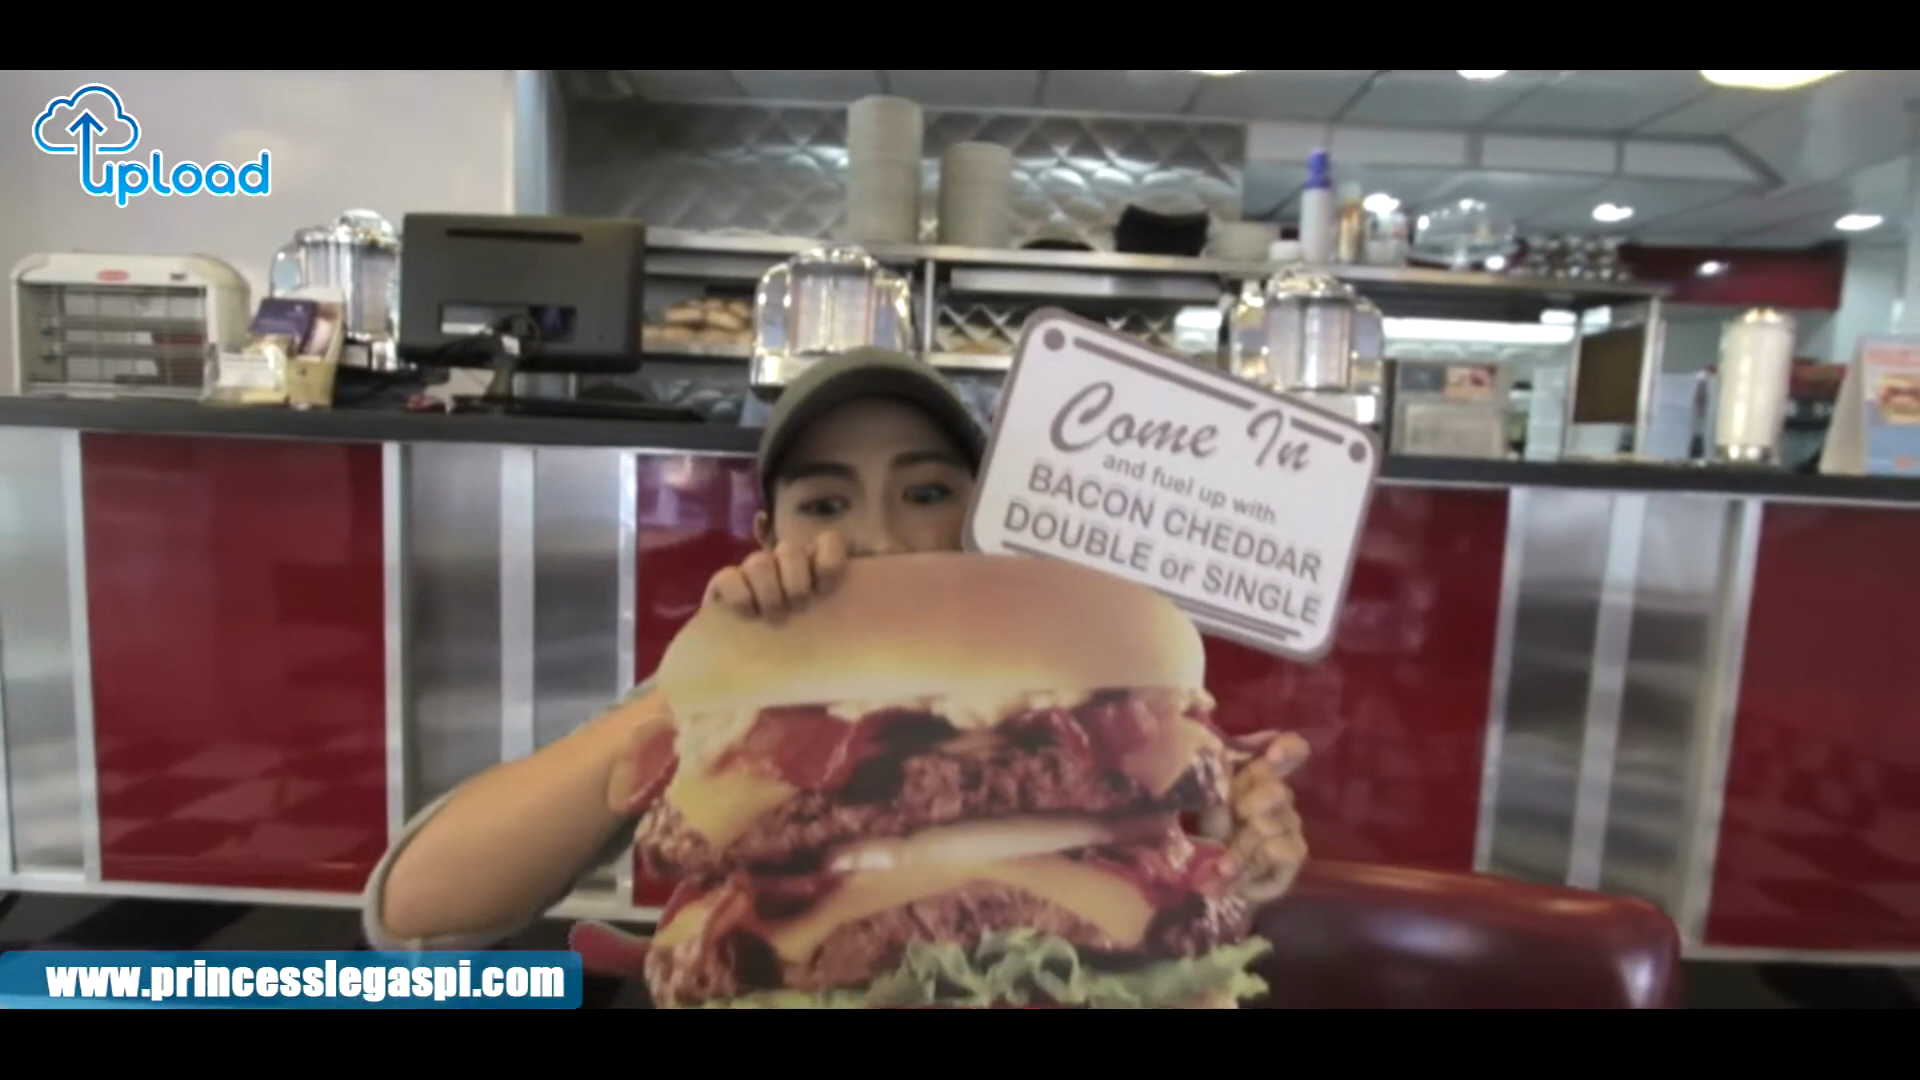 upload
Come In
and fuel up with
BACON CHEDDAR
DOUBLE or SINGLE
www.princesslegaspi.com